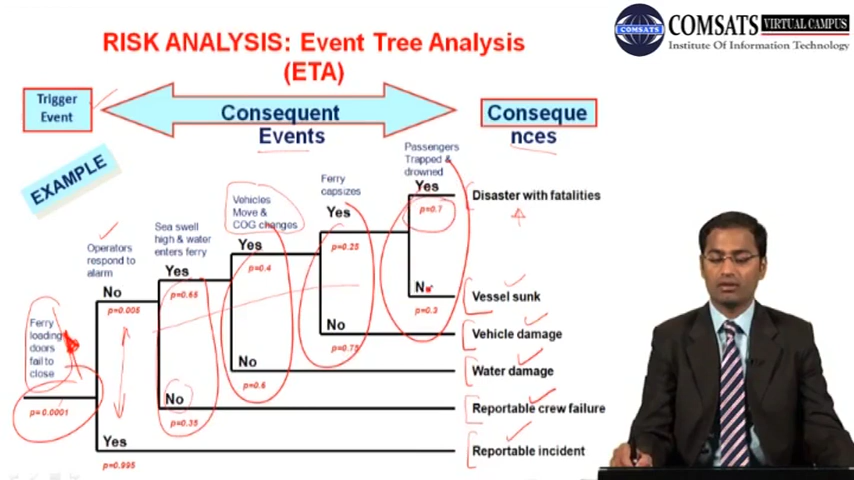 RISK ANALYSIS: Event Tree Analysis
(ETA)
COMSATS
COMSATS VIRTUAL CAMPUS
Institute Of Information Technology
Trigger
Event
Consequent
Events
Conseque
nces
EXAMPLE
Ferry
loading
doors
fail to
close
p=0.0001
Operators
respond to
alarm
No
p=0.005
Yes
p=0.995
Sea swell
high & water
enters ferry
Yes
p=0.65
No
p=0.35
Vehicles
Move &
COG changes
Yes
p=0.4
No
p=0.6
Ferry
capsizes
Yes
p=0.25
No
p=0.75
Passengers
Trapped &
drowned
Yes
p=0.7
p=0.3
Disaster with fatalities
Vessel sunk
Vehicle damage
Water damage
Reportable crew failure
Reportable incident